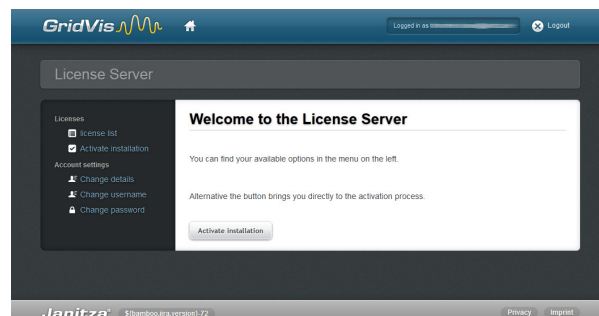 GridVis
Logged in as
Logout
License Server
Licenses
license list
Activate installation
Account settings
Change details
Change username
Change password
Welcome to the License Server
You can find your available options in the menu on the left.
Alternative the button brings you directly to the activation process.
Activate installation
Janitza
${bamboo.jira.version}-72
Privacy
Imprint